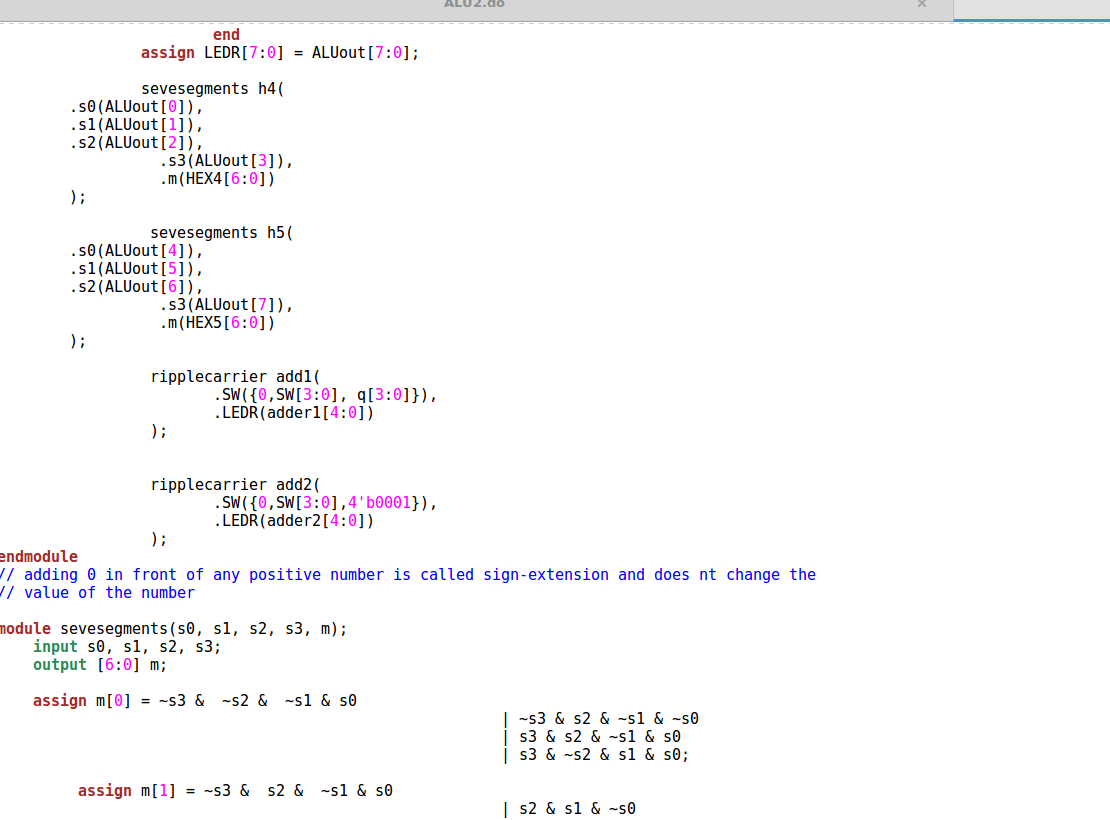 ALU2.do ×
end
assign LEDR[7:0] = ALUout[7:0];
sevesegments h4(
.s0(ALUout[0]),
.s1(ALUout[1]),
.s2(ALUout[2]),
.s3(ALUout[3]),
.m(HEX4[6:0])
);
sevesegments h5(
.s0(ALUout[4]),
.s1(ALUout[5]),
.s2(ALUout[6]),
.s3(ALUout[7]),
.m(HEX5[6:0])
);
ripplecarrier add1(
.SW({0,SW[3:0], q[3:0]}),
.LEDR(adder1[4:0])
);
ripplecarrier add2(
.SW({0,SW[3:0],4'b0001}),
.LEDR(adder2[4:0])
);
endmodule
// adding 0 in front of any positive number is called sign-extension and does nt change the
// value of the number
module sevesegments(s0, s1, s2, s3, m);
input s0, s1, s2, s3;
output [6:0] m;
assign m[0] = ~s3 &  ~s2 &  ~s1 & s0
| ~s3 & s2 & ~s1 & ~s0
| s3 & s2 & ~s1 & s0
| s3 & ~s2 & s1 & s0;
assign m[1] = ~s3 &  s2 &  ~s1 & s0
| s2 & s1 & ~s0